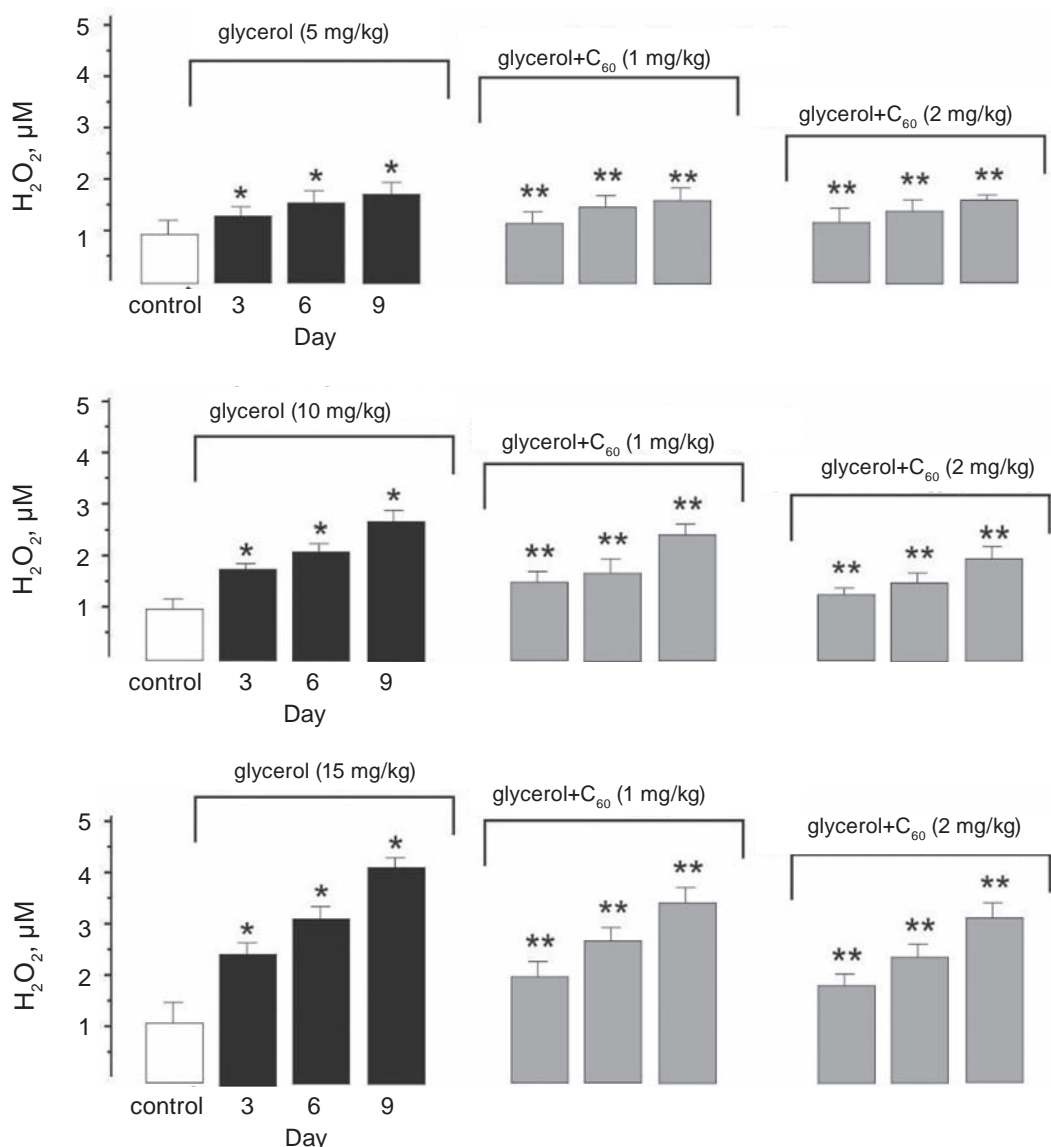 5
glycerol (5 mg/kg)
glycerol+C₆₀ (1 mg/kg)
4
glycerol+C₆₀ (2 mg/kg)
3
H₂O₂, µM
2
* * *
** ** **
** ** **
1
control 3 6 9
Day
5
glycerol (10 mg/kg)
glycerol+C₆₀ (1 mg/kg)
4
glycerol+C₆₀ (2 mg/kg)
3
H₂O₂, µM
2
* * *
** ** **
** ** **
1
control 3 6 9
Day
glycerol (15 mg/kg)
glycerol+C₆₀ (1 mg/kg)
5
glycerol+C₆₀ (2 mg/kg)
4
3
H₂O₂, µM
2
* * *
** ** **
** ** **
1
control 3 6 9
Day